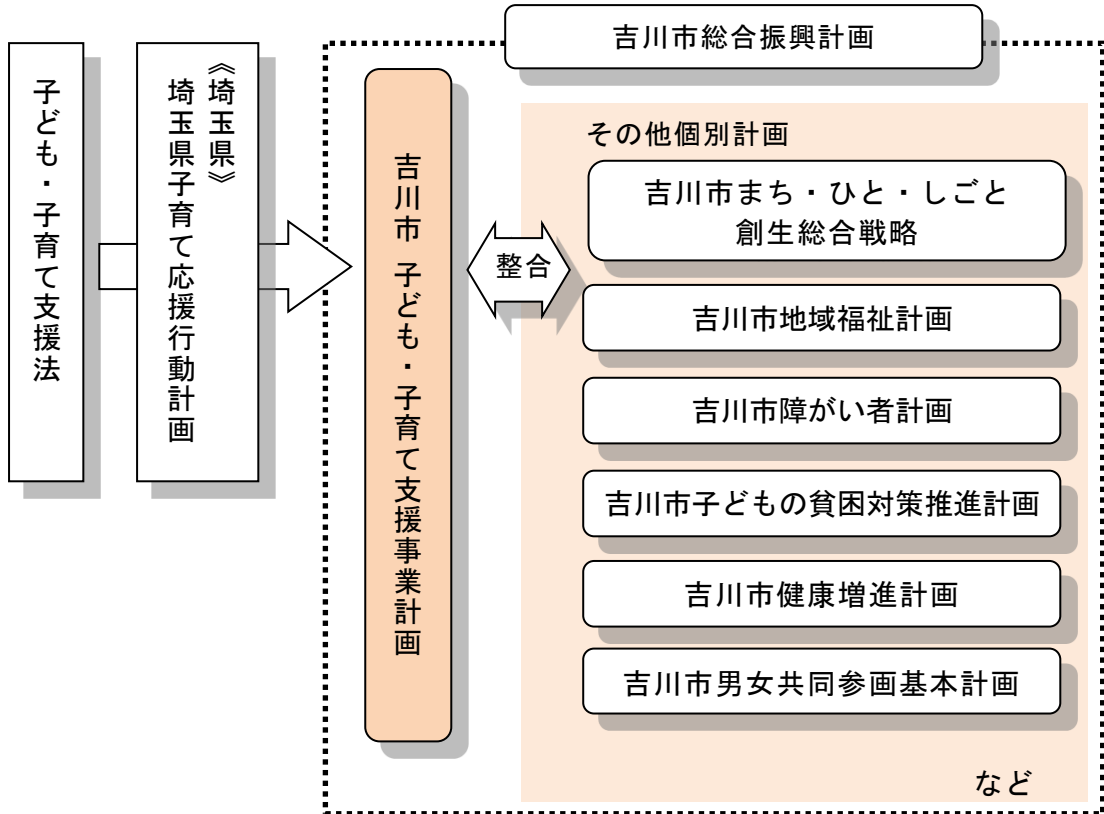 吉川市総合振興計画
子ども・子育て支援法
《埼玉県》
埼玉県子育て応援行動計画
吉川市 子ども・子育て支援事業計画
整合
その他個別計画
吉川市まち・ひと・しごと
創生総合戦略
吉川市地域福祉計画
吉川市障がい者計画
吉川市子どもの貧困対策推進計画
吉川市健康増進計画
吉川市男女共同参画基本計画
など